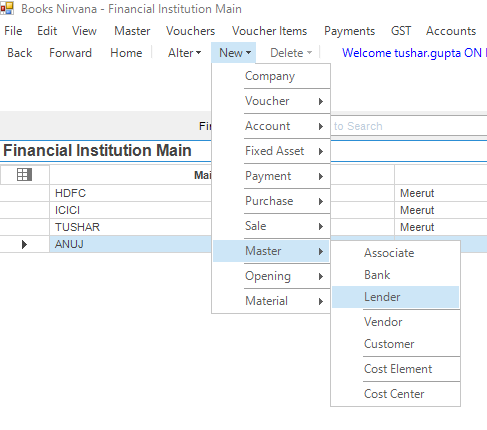 Books Nirvana - Financial Institution Main
File Edit View Master Vouchers Voucher Items Payments GST Accounts
Back Forward Home Alter New Delete Welcome tushar.gupta ON
Company
Voucher
to Search
Account
Financial Institution Main
Fixed Asset
Payment
HDFC Meerut
Purchase
ICICI Meerut
Sale
TUSHAR Meerut
Master
ANUJ
Associate
Opening
Bank
Material
Lender
Vendor
Customer
Cost Element
Cost Center